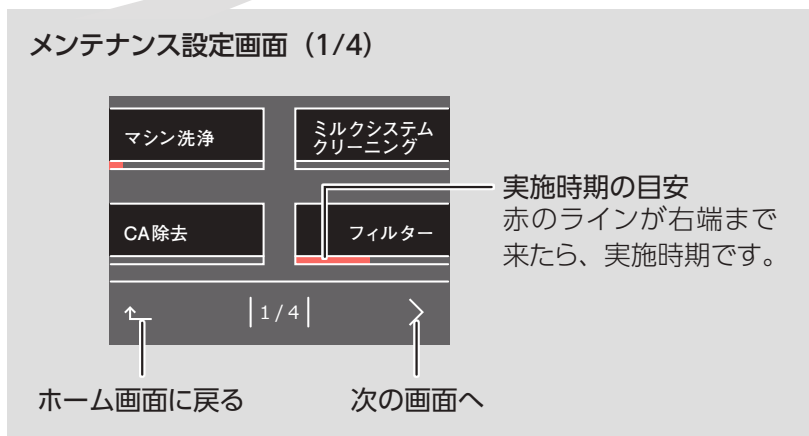 メンテナンス設定画面（1/4）
マシン洗浄
ミルクシステム
クリーニング
CA除去
フィルター
実施時期の目安
赤のラインが右端まで
来たら、実施時期です。
1/4
ホーム画面に戻る
次の画面へ